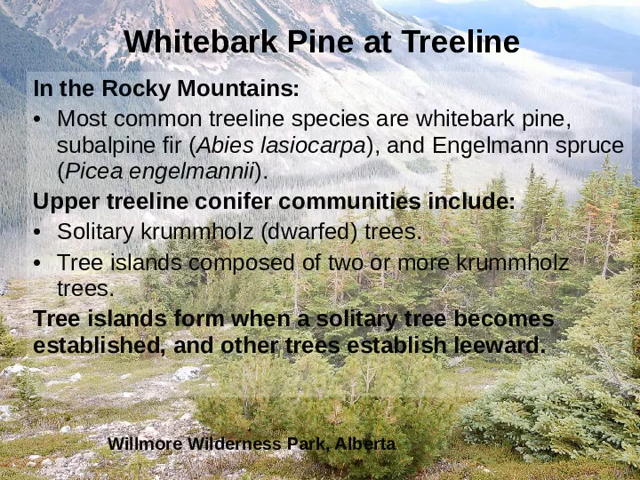 Whitebark Pine at Treeline
In the Rocky Mountains:
• Most common treeline species are whitebark pine,
subalpine fir (Abies lasiocarpa), and Engelmann spruce
(Picea engelmannii).
Upper treeline conifer communities include:
• Solitary krummholz (dwarfed) trees.
• Tree islands composed of two or more krummholz
trees.
Tree islands form when a solitary tree becomes
established, and other trees establish leeward.
Willmore Wilderness Park, Alberta